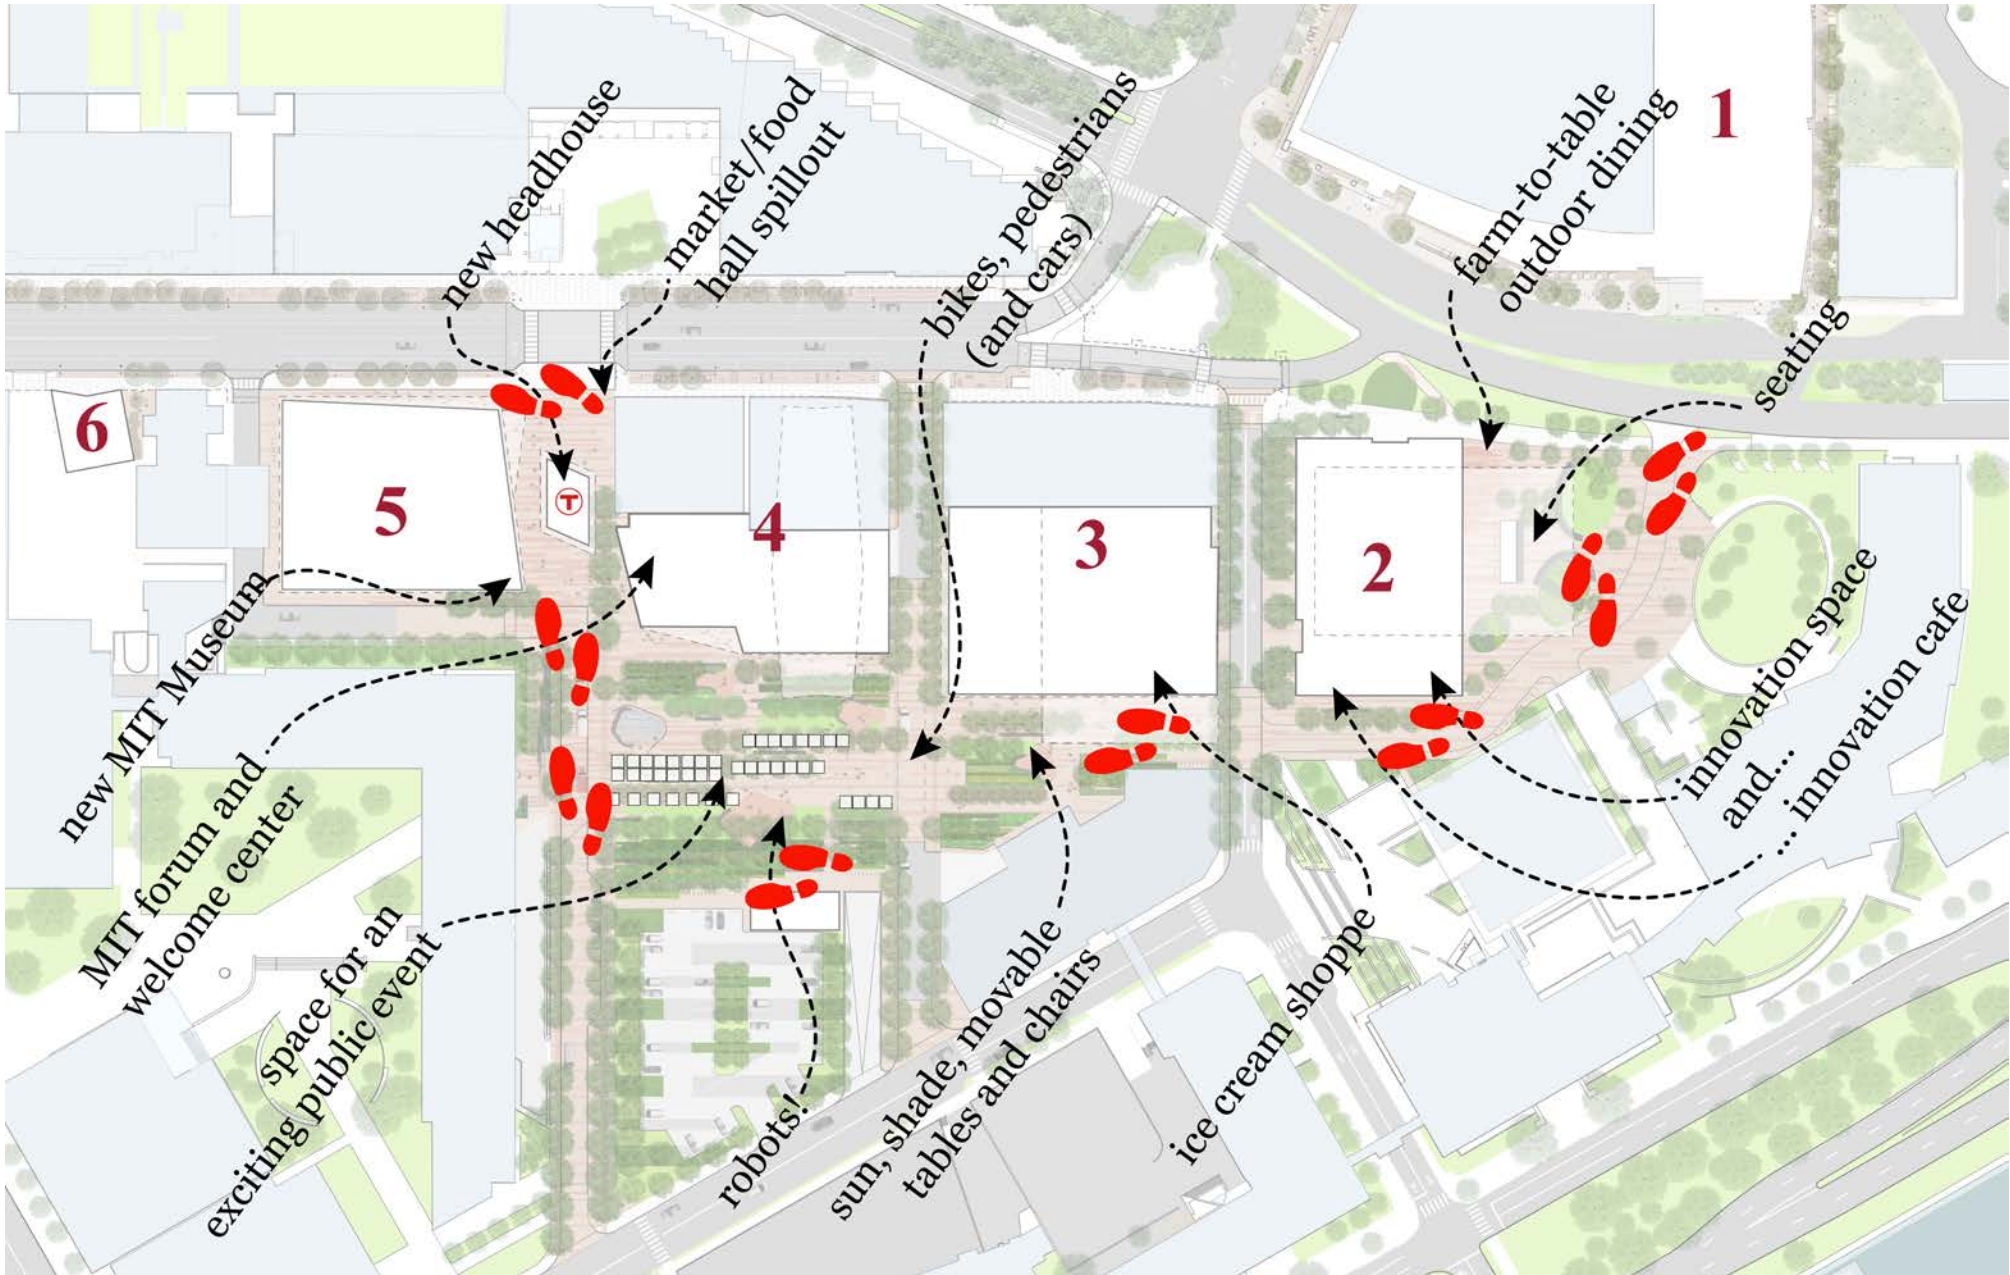 new headhouse
market/food
hall spillout
bikes, pedestrians
(and cars)
farm-to-table
outdoor dining
1
seating
6
5
T
4
3
2
new MIT Museum
MIT forum and
welcome center
space for an
exciting public event
robots!
sun, shade, movable
tables and chairs
ice cream shoppe
innovation space
and...
... innovation cafe